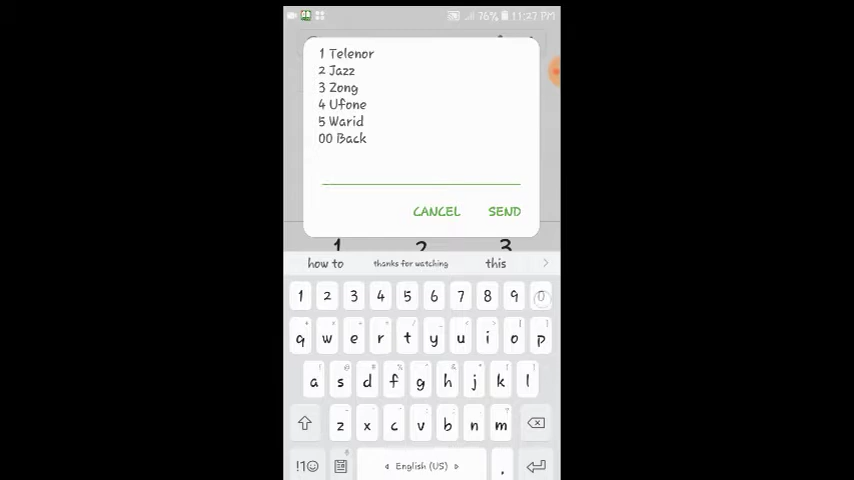 76% 11:27 PM
1 Telenor
2 Jazz
3 Zong
4 Ufone
5 Warid
00 Back
CANCEL SEND
1 2 3
how to thanks for watching this >
1 2 3 4 5 6 7 8 9 0
q w e r t y u i o p
a s d f g h j k l
z x c v b n m
!1☺ English (US) .